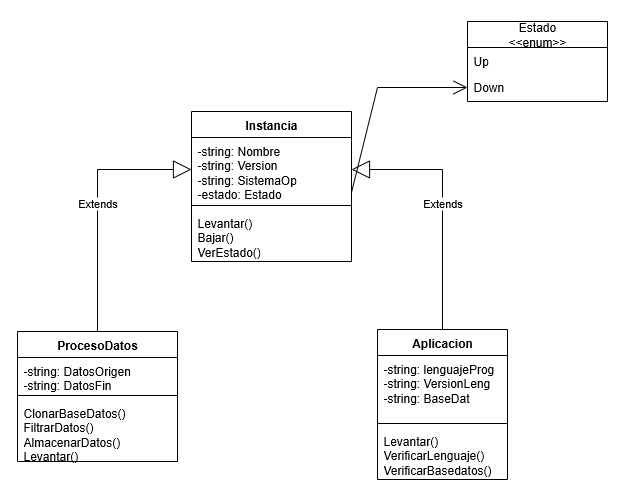 Estado
<<enum>>
Up
Down
Instancia
-string: Nombre
-string: Version
-string: SistemaOp
-estado: Estado
Levantar()
Bajar()
VerEstado()
Extends
Extends
ProcesoDatos
-string: DatosOrigen
-string: DatosFin
ClonarBaseDatos()
FiltrarDatos()
AlmacenarDatos()
Levantar()
Aplicacion
-string: lenguajeProg
-string: VersionLeng
-string: BaseDat
Levantar()
VerificarLenguaje()
VerificarBasedatos()